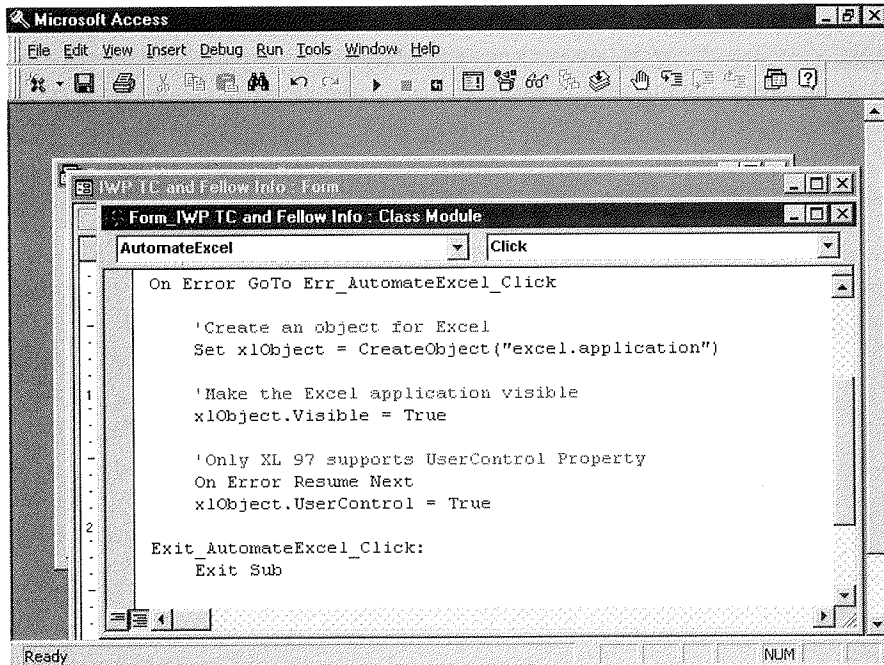 Microsoft Access
File Edit View Insert Debug Run Tools Window Help
IWP TC and Fellow Info : Form
Form_IWP TC and Fellow Info : Class Module
AutomateExcel Click
On Error GoTo Err_AutomateExcel_Click
'Create an object for Excel
Set xlObject = CreateObject("excel.application")
'Make the Excel application visible
xlObject.Visible = True
'Only XL 97 supports UserControl Property
On Error Resume Next
xlObject.UserControl = True
Exit_AutomateExcel_Click:
Exit Sub
1
2
Ready NUM